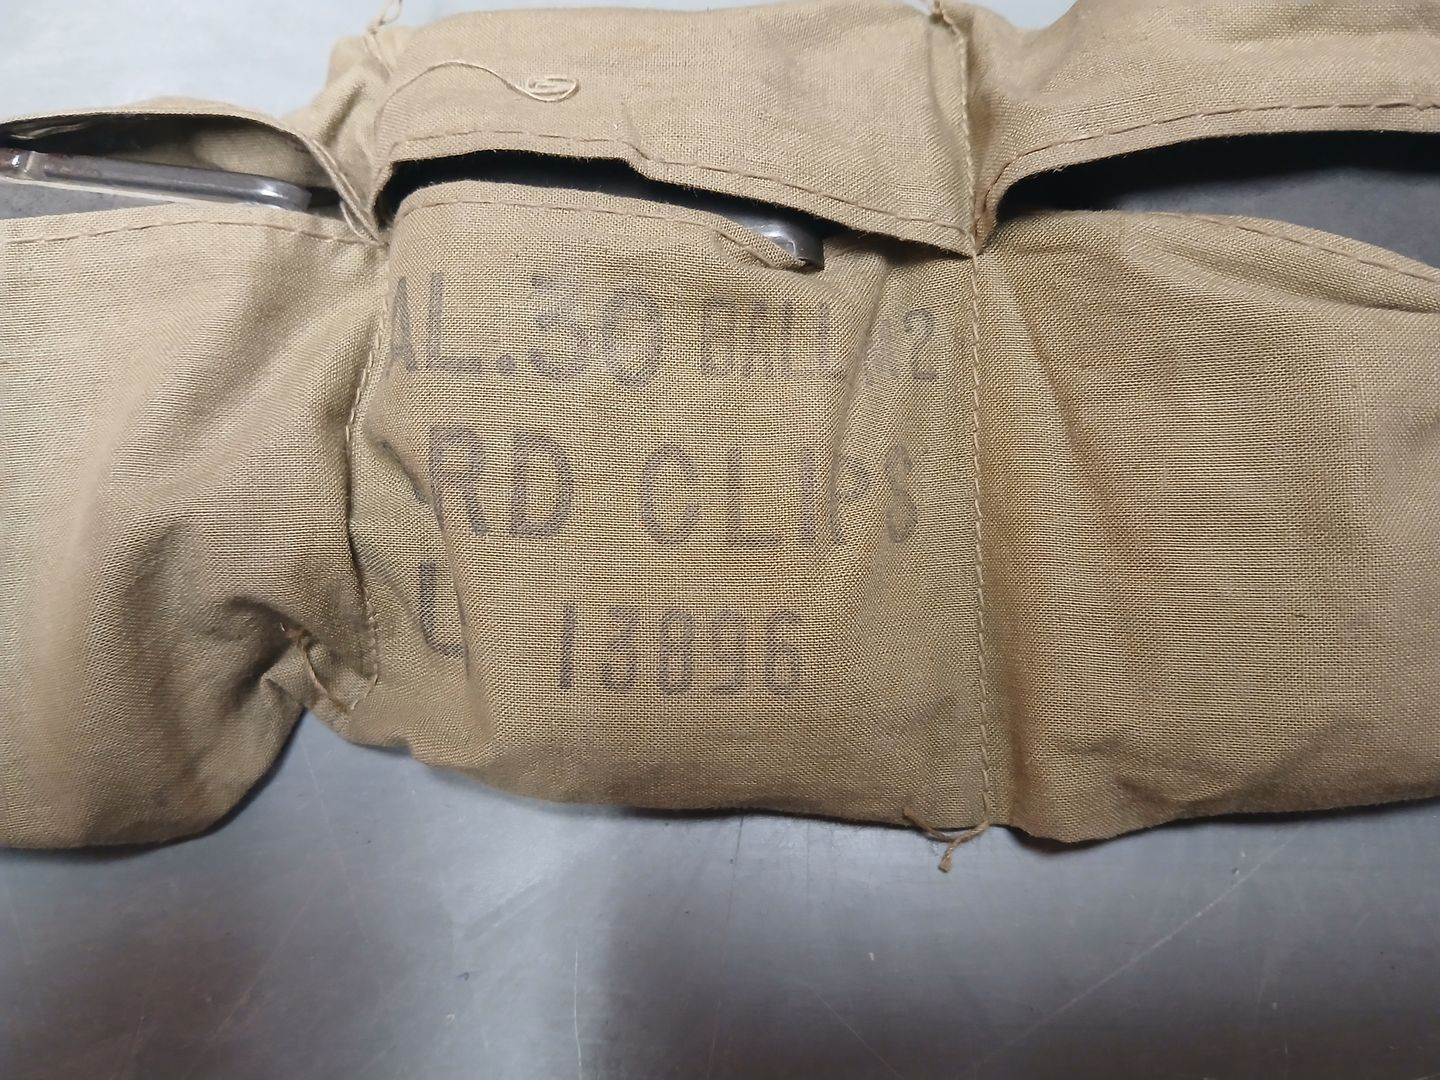 AL.30 BALL M2
RD CLIPS
L 13896